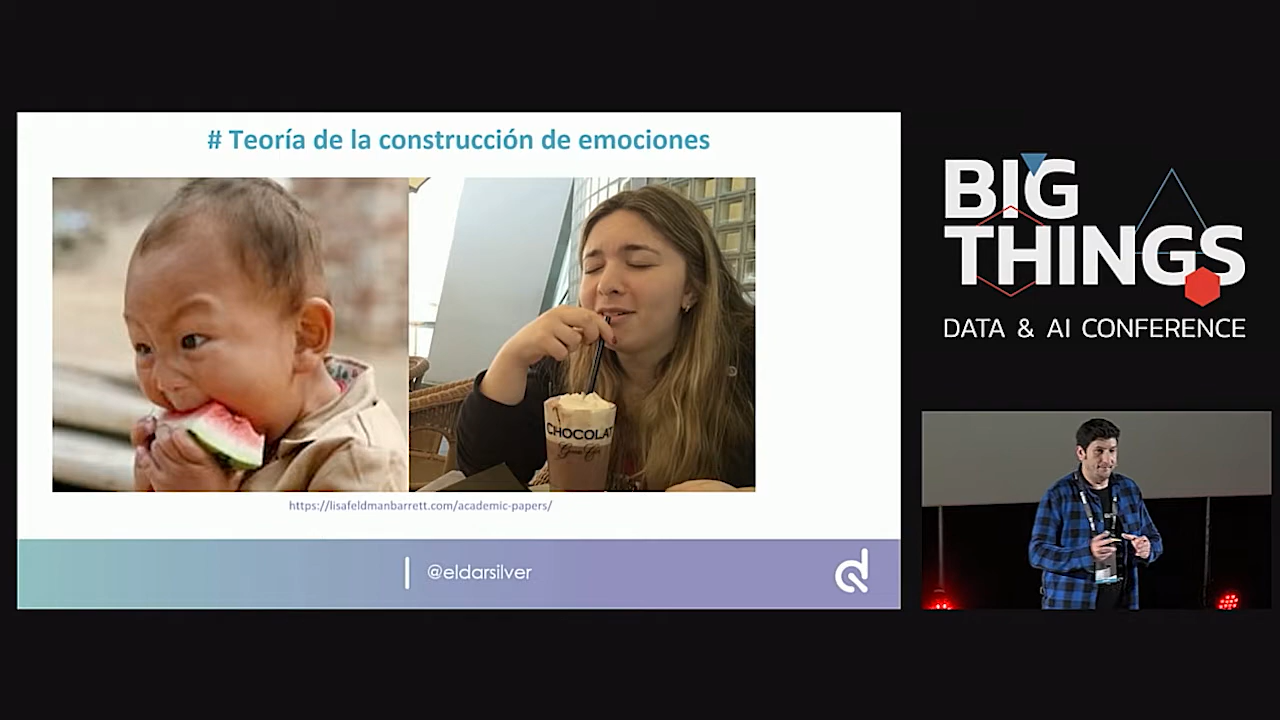 # Teoría de la construcción de emociones
CHOCOLAT
https://lisafeldmanbarrett.com/academic-papers/
@eldarsilver
BIG
THINGS
DATA & AI CONFERENCE